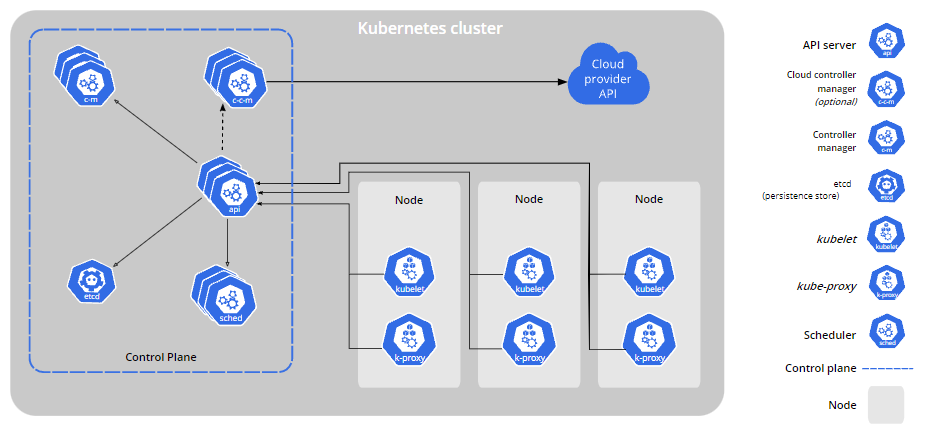 Kubernetes cluster
c-m
c-c-m
Cloud
provider
API
api
Node
Node
Node
etcd
sched
kubelet
kubelet
kubelet
k-proxy
k-proxy
k-proxy
Control Plane
API server
api
Cloud controller
manager
(optional)
c-c-m
Controller
manager
c-m
etcd
(persistence store)
etcd
kubelet
kubelet
kube-proxy
k-proxy
Scheduler
sched
Control plane
Node